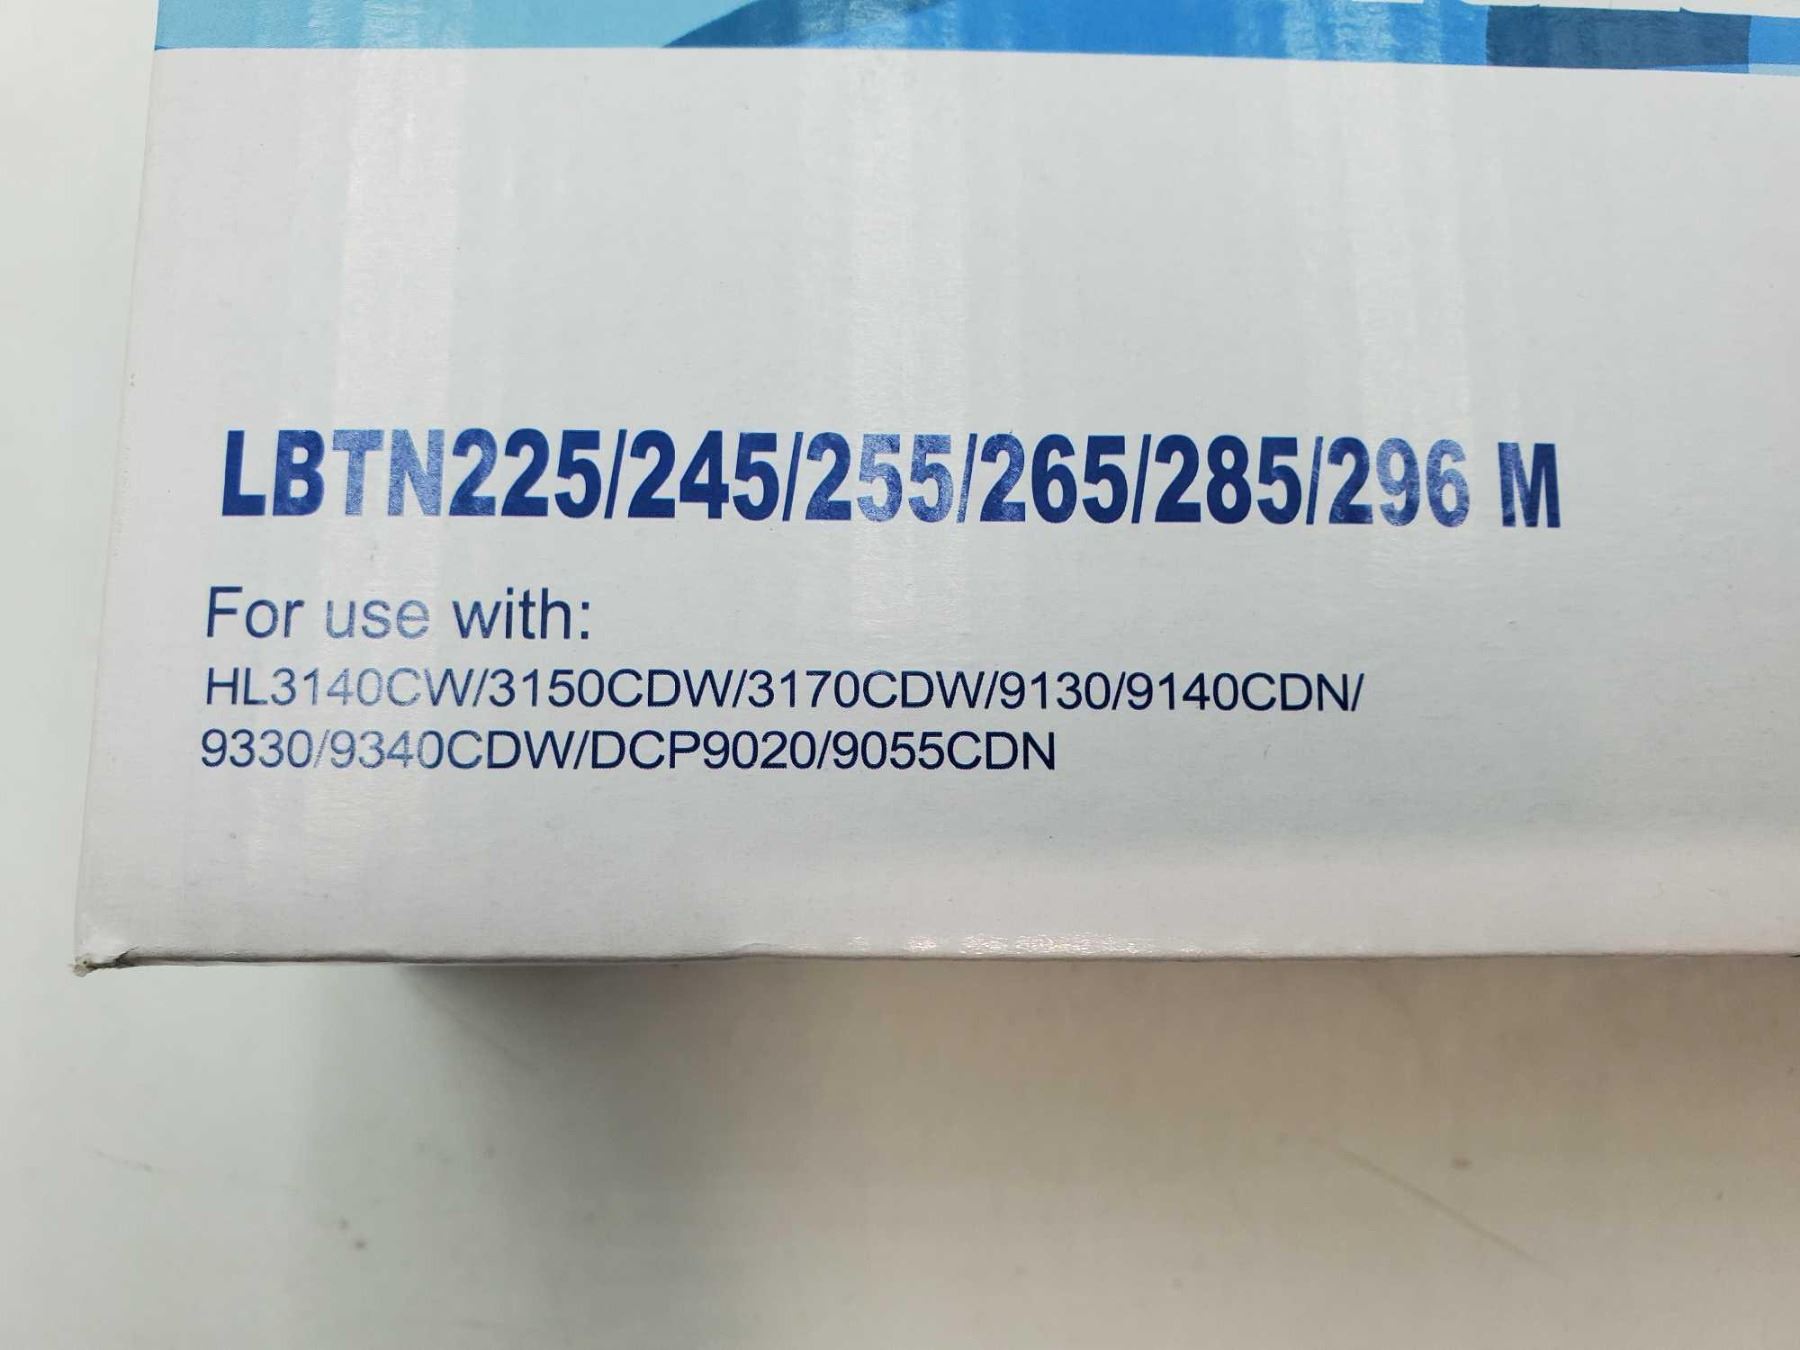 LBTN225/245/255/265/285/296 M
For use with:
HL3140CW/3150CDW/3170CDW/9130/9140CDN/
9330/9340CDW/DCP9020/9055CDN